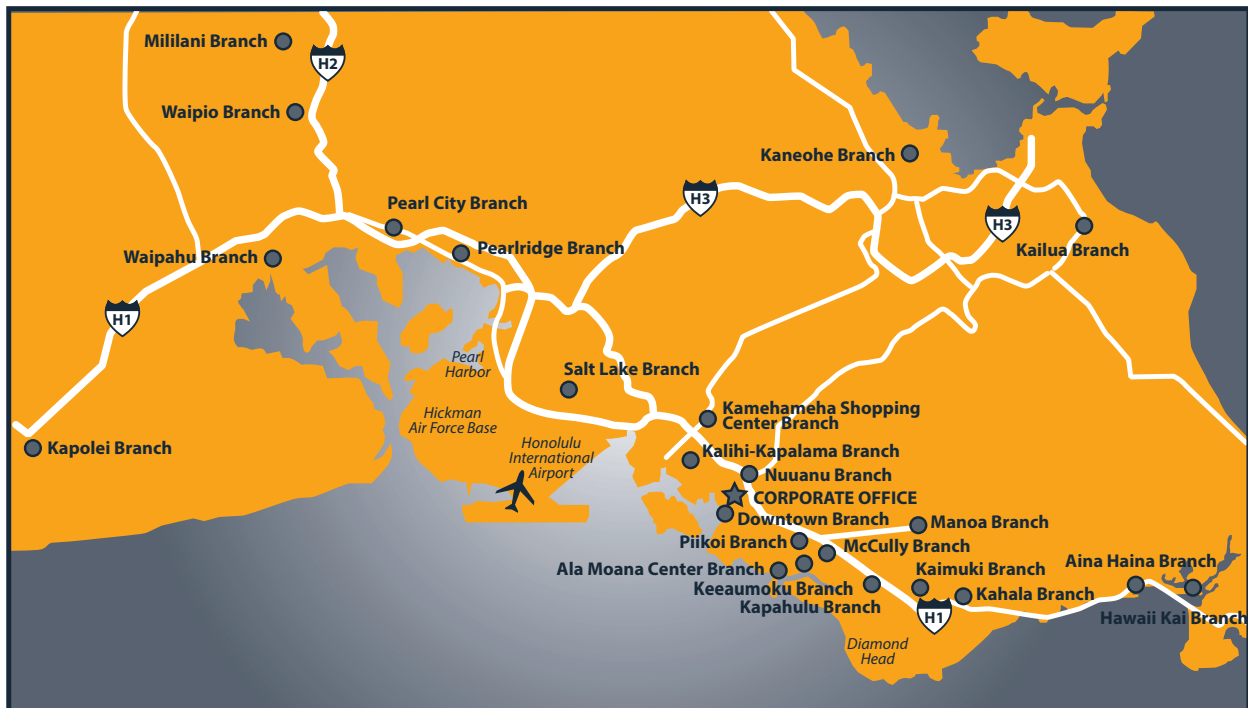 Mililani Branch
H2
Waipio Branch
Kaneohe Branch
H3
Pearl City Branch
H3
Pearlridge Branch
Kailua Branch
Waipahu Branch
H1
Pearl
Harbor
Salt Lake Branch
Hickman
Air Force Base
Kamehameha Shopping
Center Branch
Honolulu
International
Airport
Kapolei Branch
Kalihi-Kapalama Branch
Nuuanu Branch
CORPORATE OFFICE
Downtown Branch
Manoa Branch
Piikoi Branch
McCully Branch
Aina Haina Branch
Ala Moana Center Branch
Kaimuki Branch
Keeaumoku Branch
Kahala Branch
Kapahulu Branch
H1
Hawaii Kai Branch
Diamond
Head